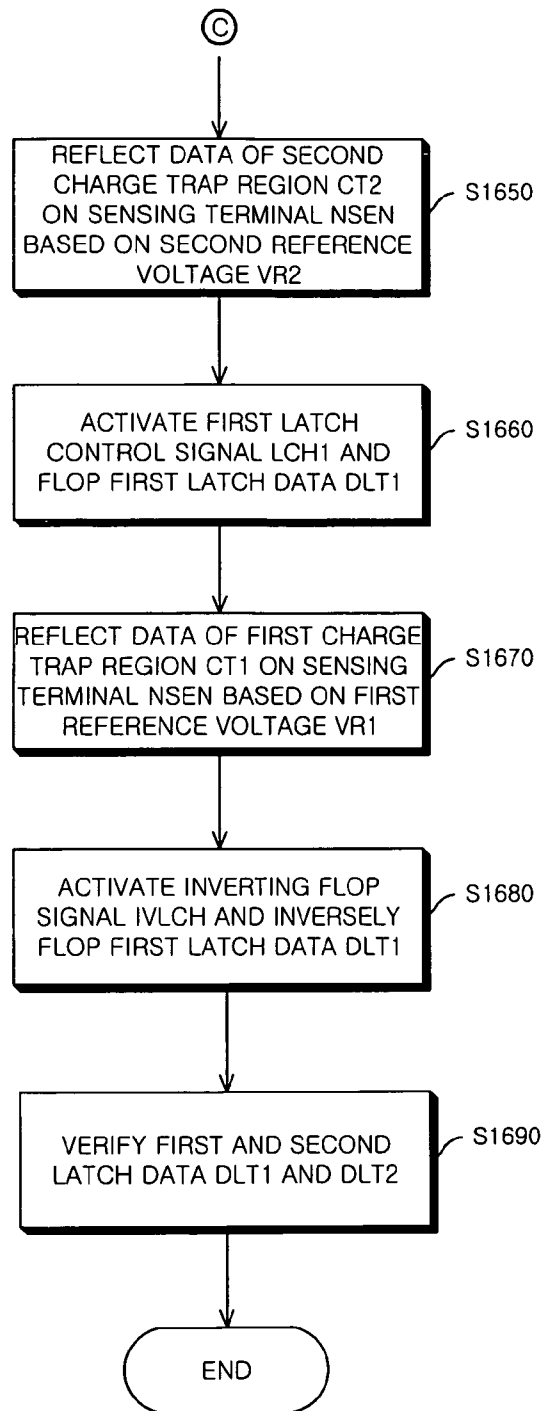 C
REFLECT DATA OF SECOND
CHARGE TRAP REGION CT2
ON SENSING TERMINAL NSEN
BASED ON SECOND REFERENCE
VOLTAGE VR2
S1650
ACTIVATE FIRST LATCH
CONTROL SIGNAL LCH1 AND
FLOP FIRST LATCH DATA DLT1
S1660
REFLECT DATA OF FIRST CHARGE
TRAP REGION CT1 ON SENSING
TERMINAL NSEN BASED ON FIRST
REFERENCE VOLTAGE VR1
S1670
ACTIVATE INVERTING FLOP
SIGNAL IVLCH AND INVERSELY
FLOP FIRST LATCH DATA DLT1
S1680
VERIFY FIRST AND SECOND
LATCH DATA DLT1 AND DLT2
S1690
END